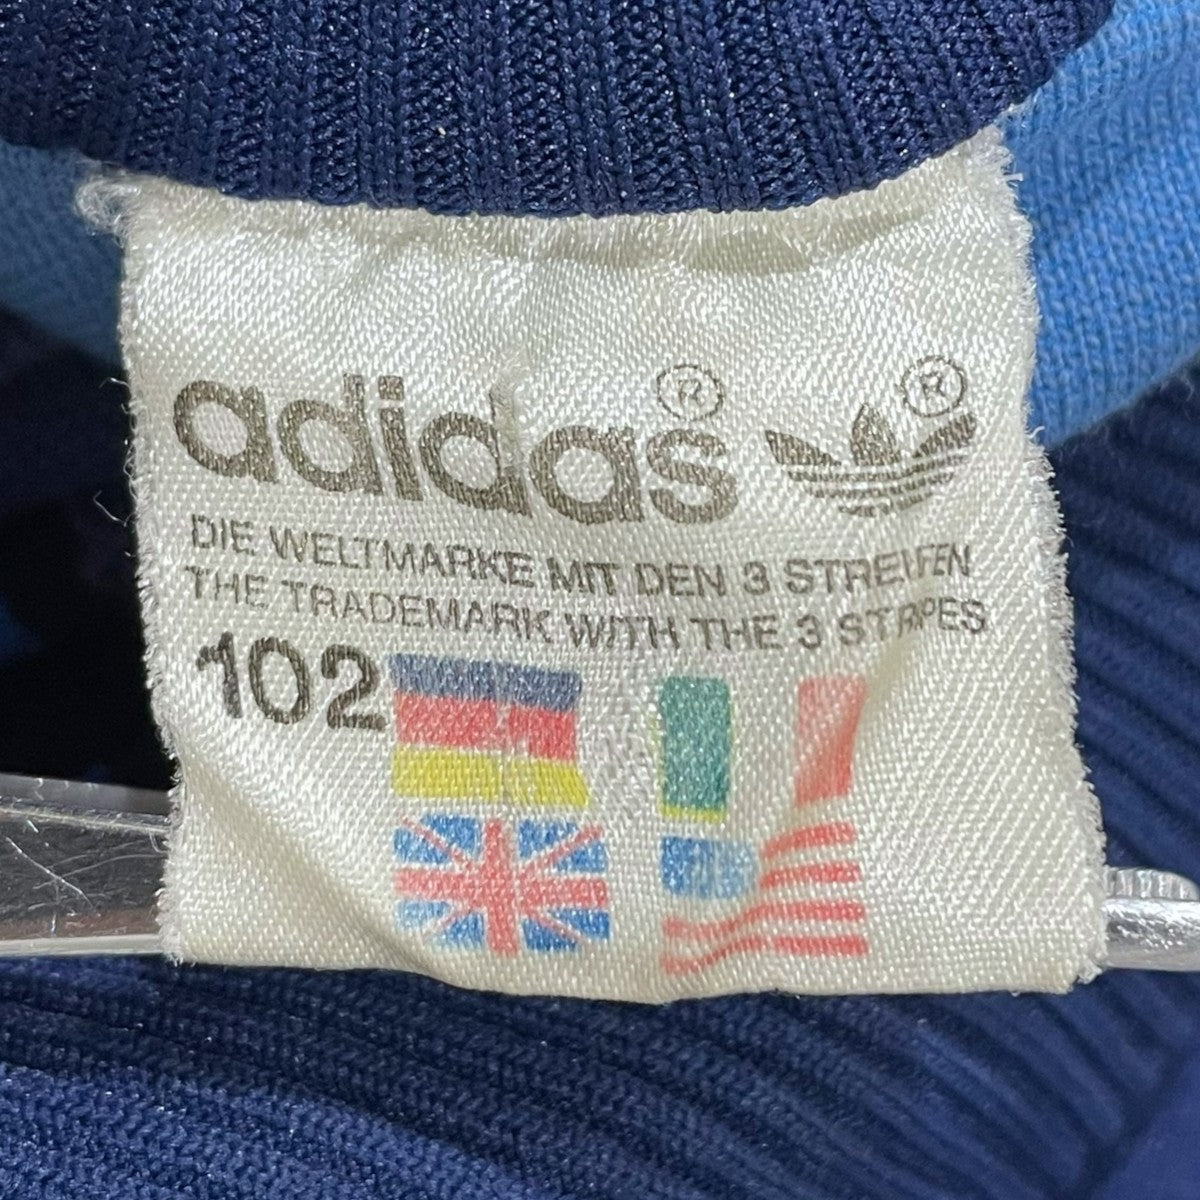 adidas ® ®
DIE WELTMARKE MIT DEN 3 STREIFEN
THE TRADEMARK WITH THE 3 STRIPES
102